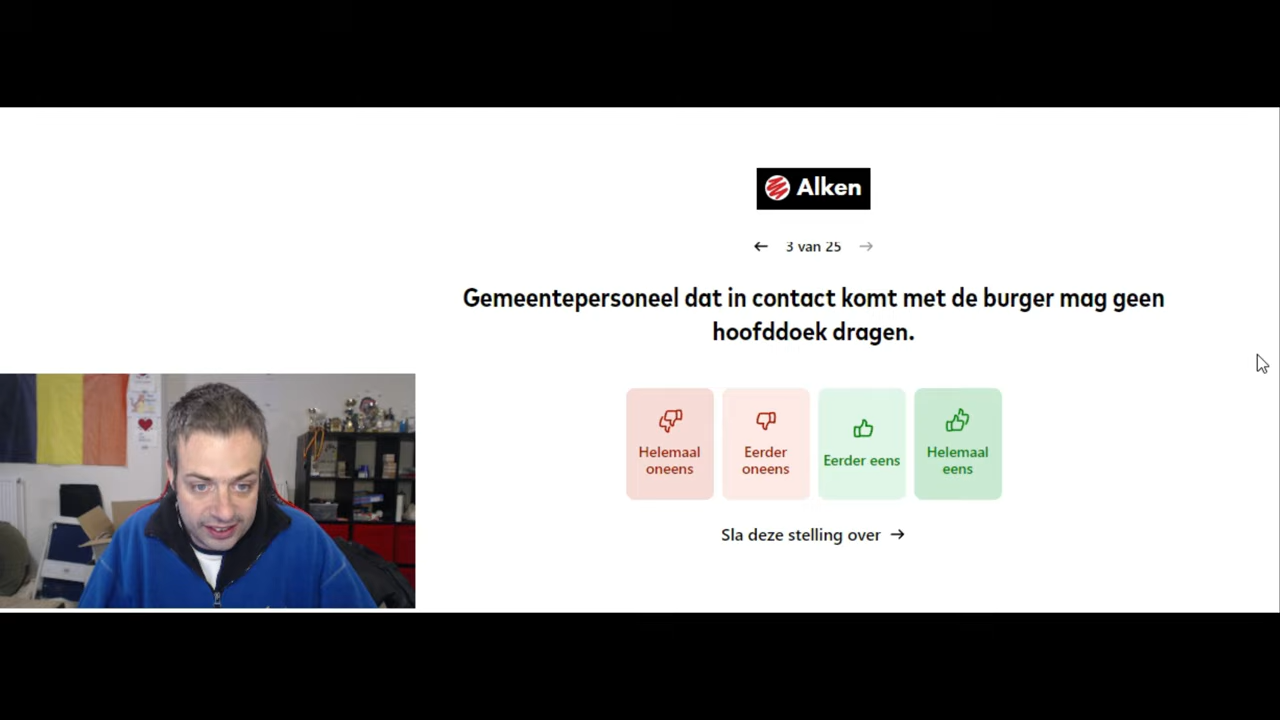 Alken
3 van 25
Gemeentepersoneel dat in contact komt met de burger mag geen
hoofddoek dragen.
Helemaal
oneens
Eerder
oneens
Eerder eens
Helemaal
eens
Sla deze stelling over